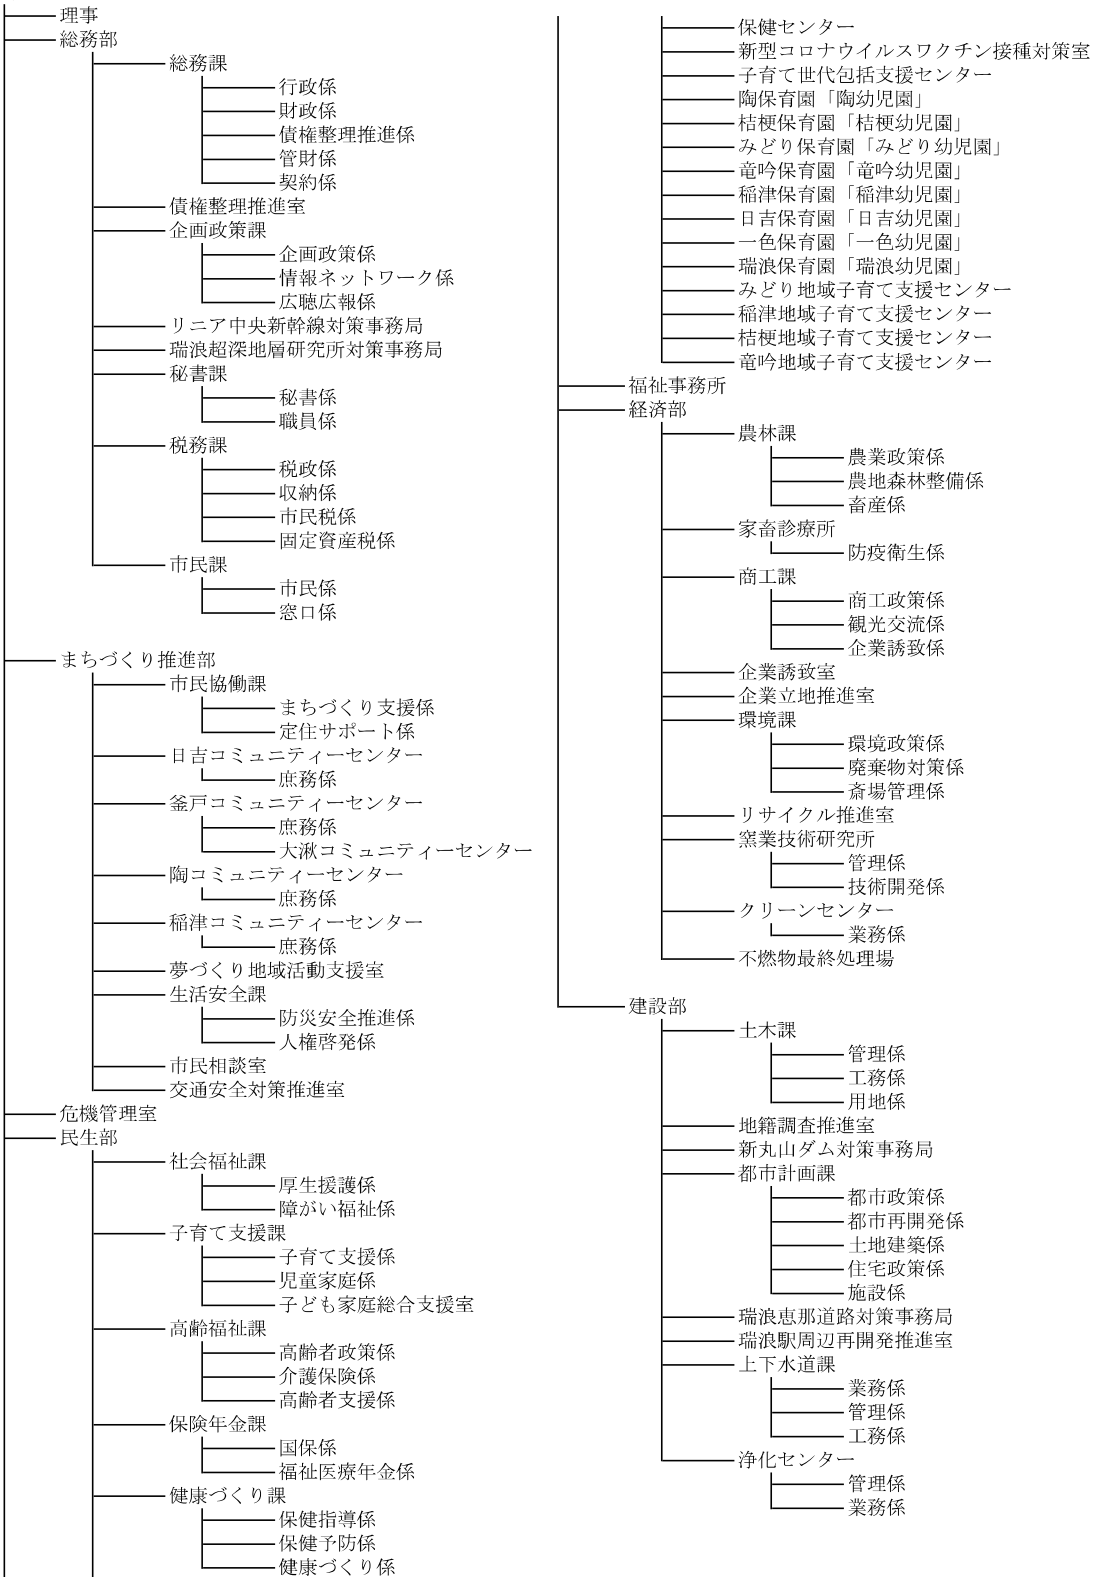 理事
総務部
総務課
行政係
財政係
債権整理推進係
管財係
契約係
債権整理推進室
企画政策課
企画政策係
情報ネットワーク係
広聴広報係
リニア中央新幹線対策事務局
瑞浪超深地層研究所対策事務局
秘書課
秘書係
職員係
税務課
税政係
収納係
市民税係
固定資産税係
市民課
市民係
窓口係
まちづくり推進部
市民協働課
まちづくり支援係
定住サポート係
日吉コミュニティーセンター
庶務係
釜戸コミュニティーセンター
庶務係
大湫コミュニティーセンター
陶コミュニティーセンター
庶務係
稲津コミュニティーセンター
庶務係
夢づくり地域活動支援室
生活安全課
防災安全推進係
人権啓発係
市民相談室
交通安全対策推進室
危機管理室
民生部
社会福祉課
厚生援護係
障がい福祉係
子育て支援課
子育て支援係
児童家庭係
子ども家庭総合支援室
高齢福祉課
高齢者政策係
介護保険係
高齢者支援係
保険年金課
国保係
福祉医療年金係
健康づくり課
保健指導係
保健予防係
健康づくり係
保健センター
新型コロナウイルスワクチン接種対策室
子育て世代包括支援センター
陶保育園「陶幼児園」
桔梗保育園「桔梗幼児園」
みどり保育園「みどり幼児園」
竜吟保育園「竜吟幼児園」
稲津保育園「稲津幼児園」
日吉保育園「日吉幼児園」
一色保育園「一色幼児園」
瑞浪保育園「瑞浪幼児園」
みどり地域子育て支援センター
稲津地域子育て支援センター
桔梗地域子育て支援センター
竜吟地域子育て支援センター
福祉事務所
経済部
農林課
農業政策係
農地森林整備係
畜産係
家畜診療所
防疫衛生係
商工課
商工政策係
観光交流係
企業誘致係
企業誘致室
企業立地推進室
環境課
環境政策係
廃棄物対策係
斎場管理係
リサイクル推進室
窯業技術研究所
管理係
技術開発係
クリーンセンター
業務係
不燃物最終処理場
建設部
土木課
管理係
工務係
用地係
地籍調査推進室
新丸山ダム対策事務局
都市計画課
都市政策係
都市再開発係
土地建築係
住宅政策係
施設係
瑞浪恵那道路対策事務局
瑞浪駅周辺再開発推進室
上下水道課
業務係
管理係
工務係
浄化センター
管理係
業務係